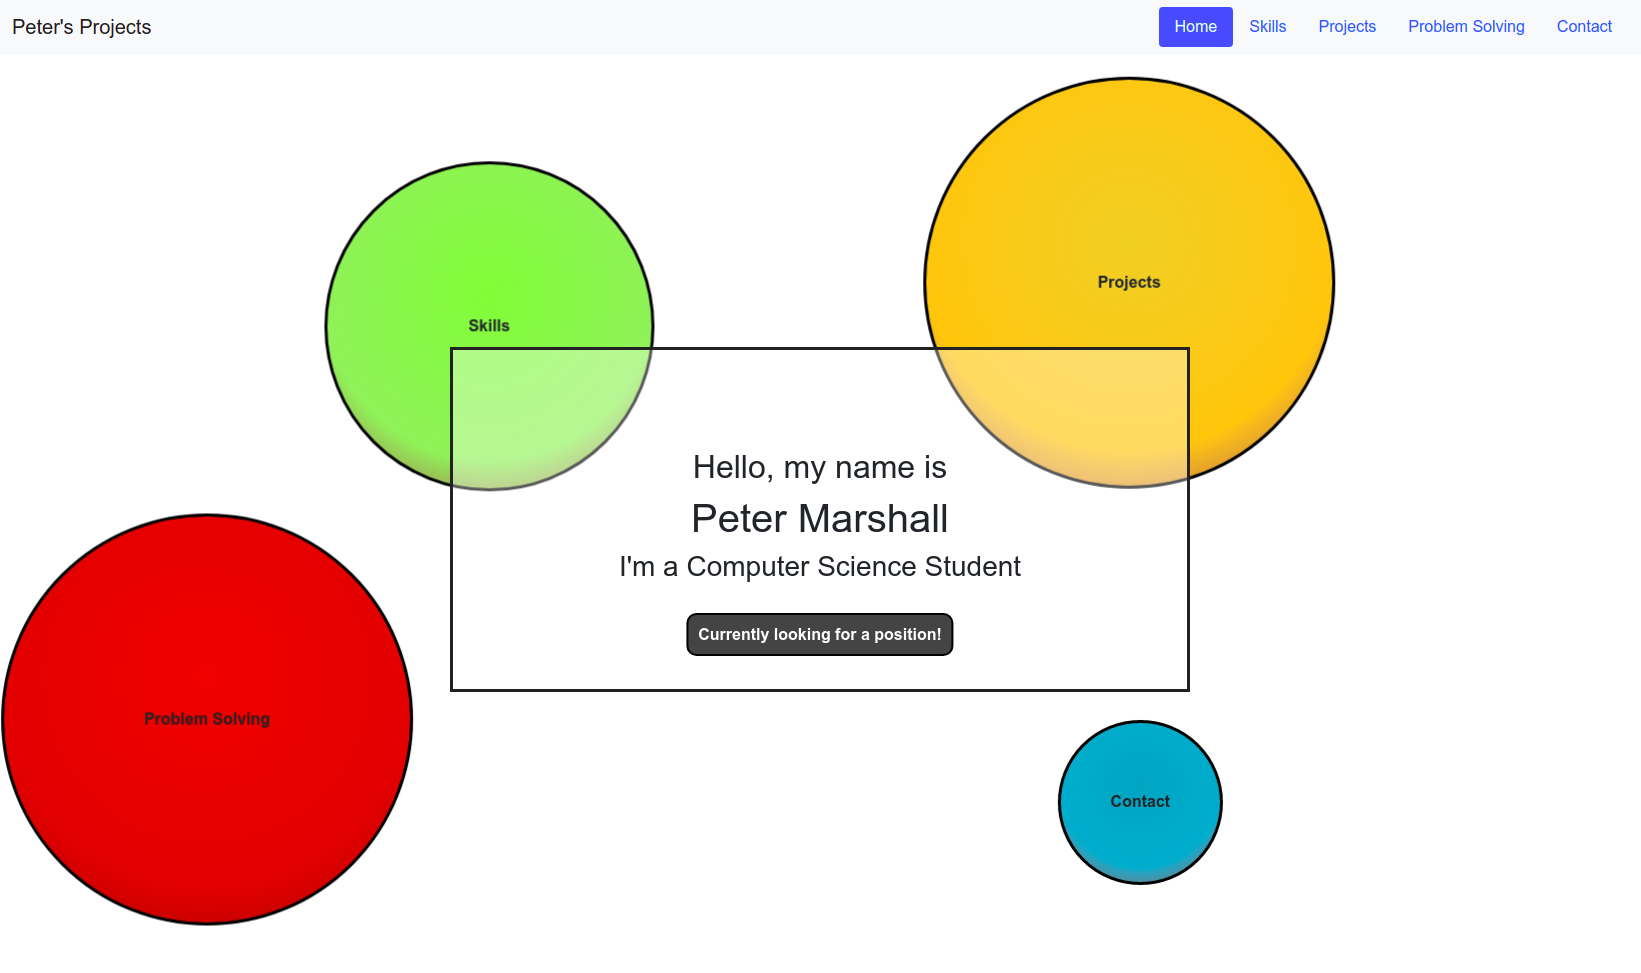 Peter's Projects
Home Skills Projects Problem Solving Contact
Projects
Skills
Hello, my name is
Peter Marshall
I'm a Computer Science Student
Currently looking for a position!
Problem Solving
Contact